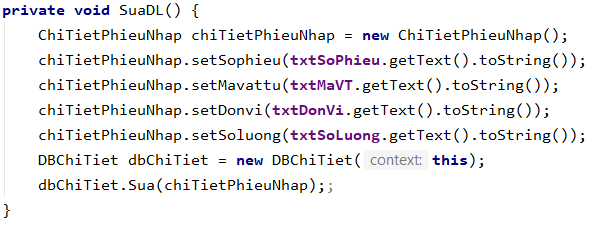 private void SuaDL() {
    ChiTietPhieuNhap chiTietPhieuNhap = new ChiTietPhieuNhap();
    chiTietPhieuNhap.setSophieu(txtSoPhieu.getText().toString());
    chiTietPhieuNhap.setMavattu(txtMaVT.getText().toString());
    chiTietPhieuNhap.setDonvi(txtDonVi.getText().toString());
    chiTietPhieuNhap.setSoluong(txtSoLuong.getText().toString());
    DBChiTiet dbChiTiet = new DBChiTiet( context: this);
    dbChiTiet.Sua(chiTietPhieuNhap);;
}